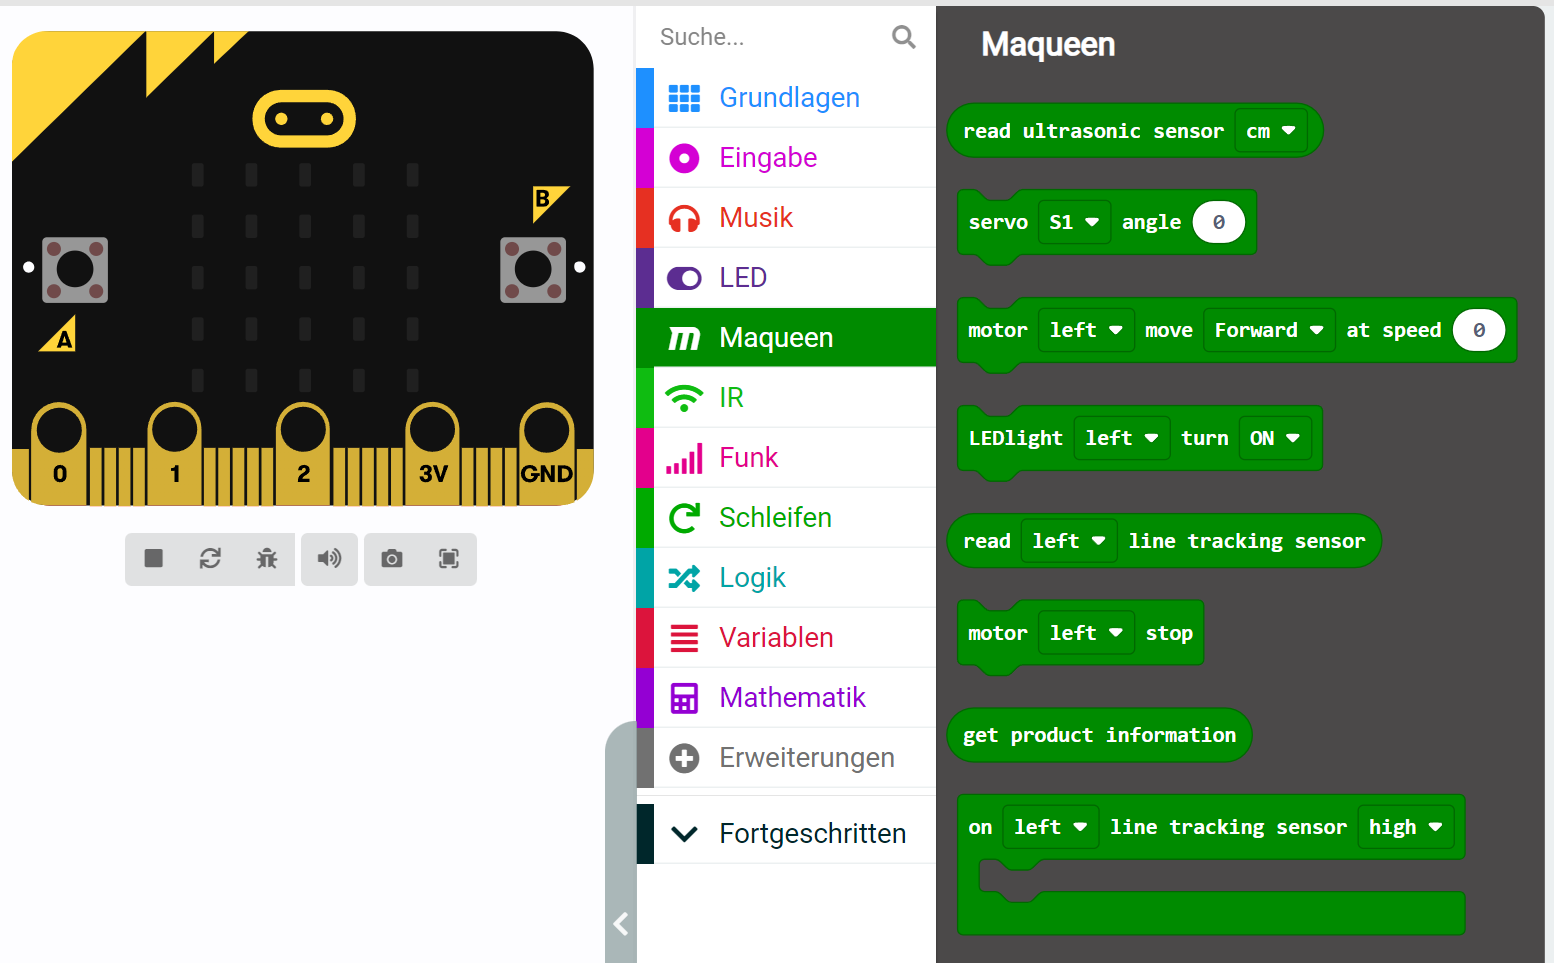 B
A
0 1 2 3V GND
Suche...
Grundlagen
Eingabe
Musik
LED
Maqueen
IR
Funk
Schleifen
Logik
Variablen
Mathematik
Erweiterungen
Fortgeschritten
Maqueen
read ultrasonic sensor cm
servo S1 angle 0
motor left move Forward at speed 0
LEDlight left turn ON
read left line tracking sensor
motor left stop
get product information
on left line tracking sensor high